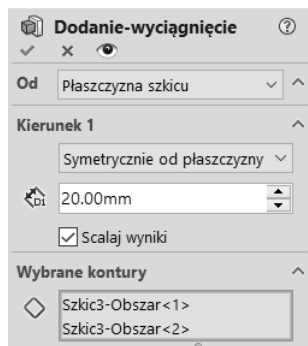 Dodanie-wyciągnięcie
Od Płaszczyzna szkicu
Kierunek 1
Symetrycznie od płaszczyzny
D1 20.00mm
Scalaj wyniki
Wybrane kontury
Szkic3-Obszar<1>
Szkic3-Obszar<2>